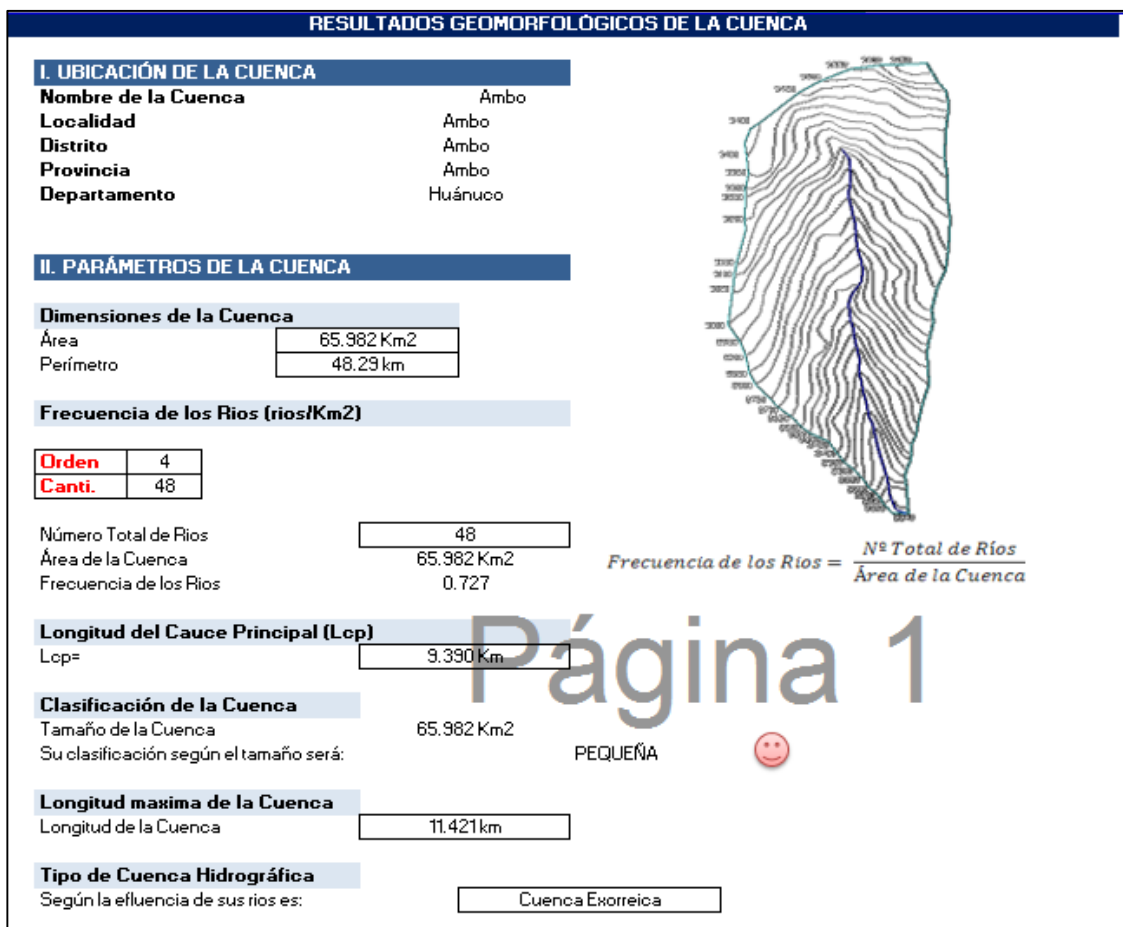 RESULTADOS GEOMORFOLÓGICOS DE LA CUENCA
I. UBICACIÓN DE LA CUENCA
Nombre de la Cuenca Ambo
Localidad Ambo
Distrito Ambo
Provincia Ambo
Departamento Huánuco
II. PARÁMETROS DE LA CUENCA
Dimensiones de la Cuenca
Área 65.982 Km2
Perímetro 48.29 km
Frecuencia de los Rios (rios/Km2)
Orden 4
Canti. 48
Número Total de Rios 48
Área de la Cuenca 65.982 Km2
Frecuencia de los Rios 0.727
Frecuencia de los Rios = Nº Total de Ríos / Área de la Cuenca
Longitud del Cauce Principal (Lcp)
Lcp= 9.390 Km
Página 1
Clasificación de la Cuenca
Tamaño de la Cuenca 65.982 Km2
Su clasificación según el tamaño será: PEQUEÑA
Longitud maxima de la Cuenca
Longitud de la Cuenca 11.421 km
Tipo de Cuenca Hidrográfica
Según la efluencia de sus rios es: Cuenca Exorreica